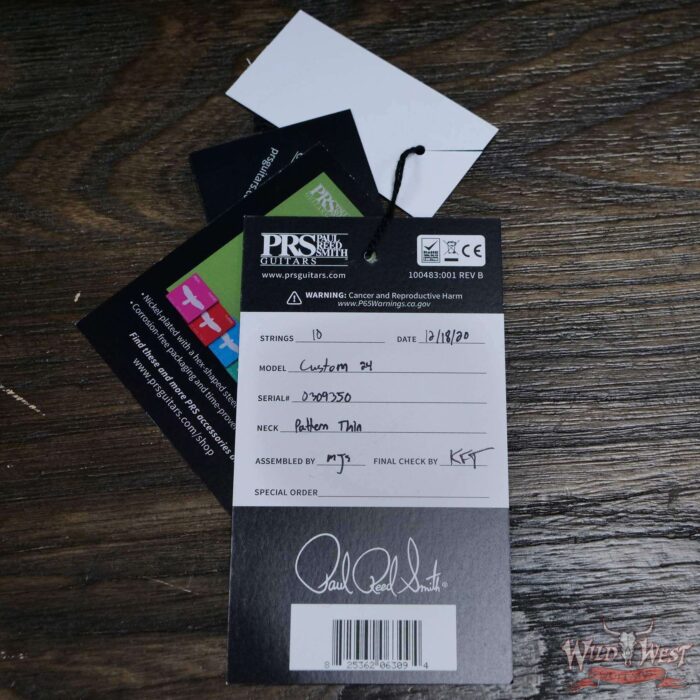 prsguitars.c
PRS
• Nickel-plated with a hex-shaped steel
• Corrosion-free packaging and time-prove
Find these and more PRS accessories
www.prsguitars.com/shop
PRS PAUL REED SMITH
GUITARS
www.prsguitars.com
CE
100483:001 REV B
WARNING: Cancer and Reproductive Harm
www.P65Warnings.ca.gov
STRINGS 10 DATE 12/18/20
MODEL Custom 24
SERIAL# 0309350
NECK Pattern Thin
ASSEMBLED BY MJS FINAL CHECK BY KFT
SPECIAL ORDER
Paul Reed Smith
8 25362 06309 4
WILD WEST